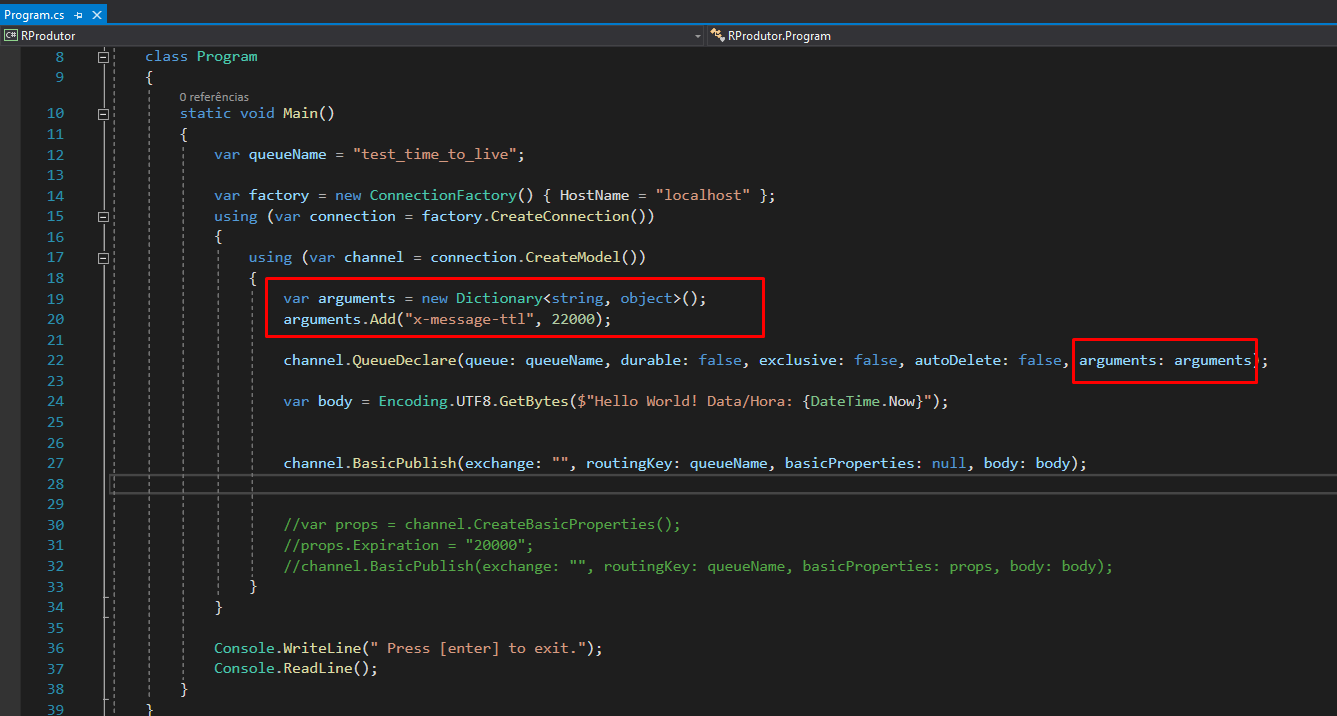 Program.cs
RProdutor RProdutor.Program
8 class Program
9 {
0 referências
10 static void Main()
11 {
12 var queueName = "test_time_to_live";
13
14 var factory = new ConnectionFactory() { HostName = "localhost" };
15 using (var connection = factory.CreateConnection())
16 {
17 using (var channel = connection.CreateModel())
18 {
19 var arguments = new Dictionary<string, object>();
20 arguments.Add("x-message-ttl", 22000);
21
22 channel.QueueDeclare(queue: queueName, durable: false, exclusive: false, autoDelete: false, arguments: arguments);
23
24 var body = Encoding.UTF8.GetBytes($"Hello World! Data/Hora: {DateTime.Now}");
25
26
27 channel.BasicPublish(exchange: "", routingKey: queueName, basicProperties: null, body: body);
28
29
30 //var props = channel.CreateBasicProperties();
31 //props.Expiration = "20000";
32 //channel.BasicPublish(exchange: "", routingKey: queueName, basicProperties: props, body: body);
33 }
34 }
35
36 Console.WriteLine(" Press [enter] to exit.");
37 Console.ReadLine();
38 }
39 }